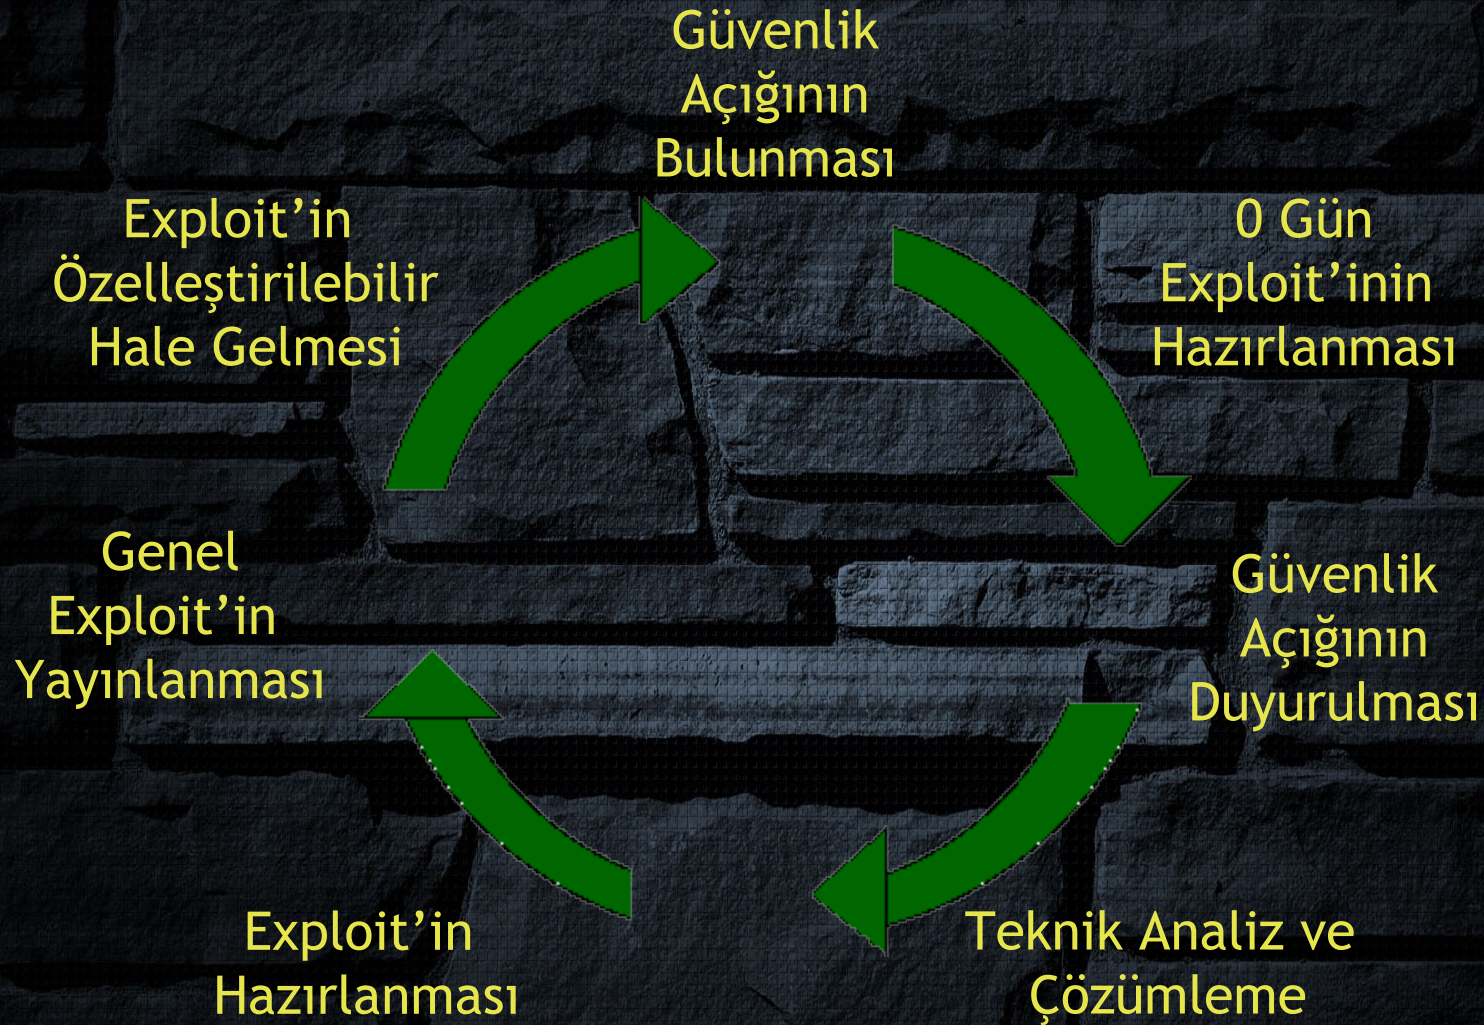 Güvenlik
Açığının
Bulunması
0 Gün
Exploit’inin
Hazırlanması
Güvenlik
Açığının
Duyurulması
Teknik Analiz ve
Çözümleme
Exploit’in
Hazırlanması
Genel
Exploit’in
Yayınlanması
Exploit’in
Özelleştirilebilir
Hale Gelmesi